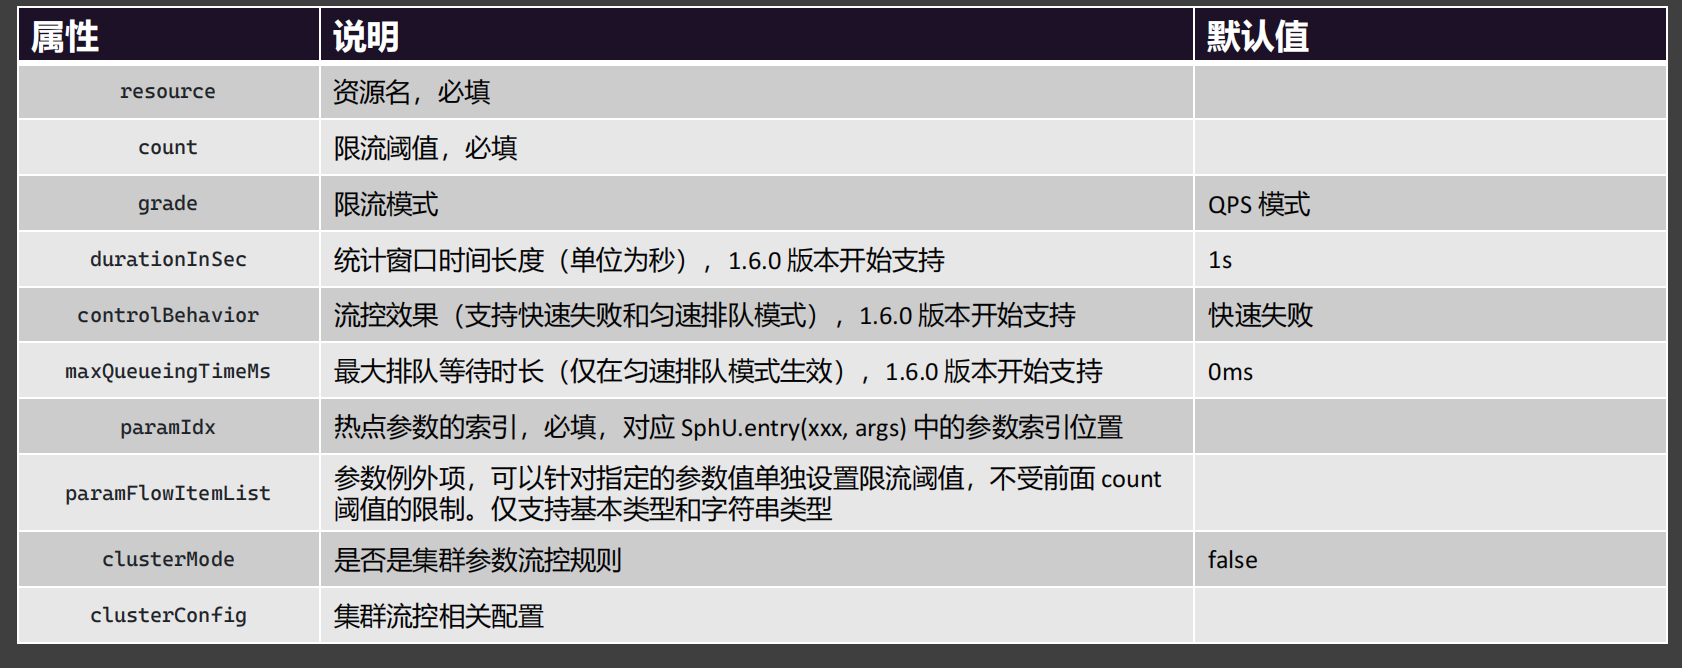 属性 说明 默认值
resource 资源名，必填
count 限流阈值，必填
grade 限流模式 QPS 模式
durationInSec 统计窗口时间长度（单位为秒），1.6.0 版本开始支持 1s
controlBehavior 流控效果（支持快速失败和匀速排队模式），1.6.0 版本开始支持 快速失败
maxQueueingTimeMs 最大排队等待时长（仅在匀速排队模式生效），1.6.0 版本开始支持 0ms
paramIdx 热点参数的索引，必填，对应 SphU.entry(xxx, args) 中的参数索引位置
paramFlowItemList 参数例外项，可以针对指定的参数值单独设置限流阈值，不受前面 count
阈值的限制。仅支持基本类型和字符串类型
clusterMode 是否是集群参数流控规则 false
clusterConfig 集群流控相关配置